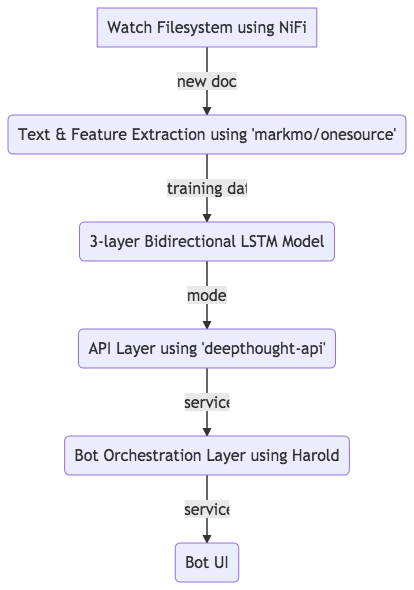 Watch Filesystem using NiFi
new doc
Text & Feature Extraction using 'markmo/onesource'
training dat
3-layer Bidirectional LSTM Model
mode
API Layer using 'deepthought-api'
service
Bot Orchestration Layer using Harold
service
Bot UI